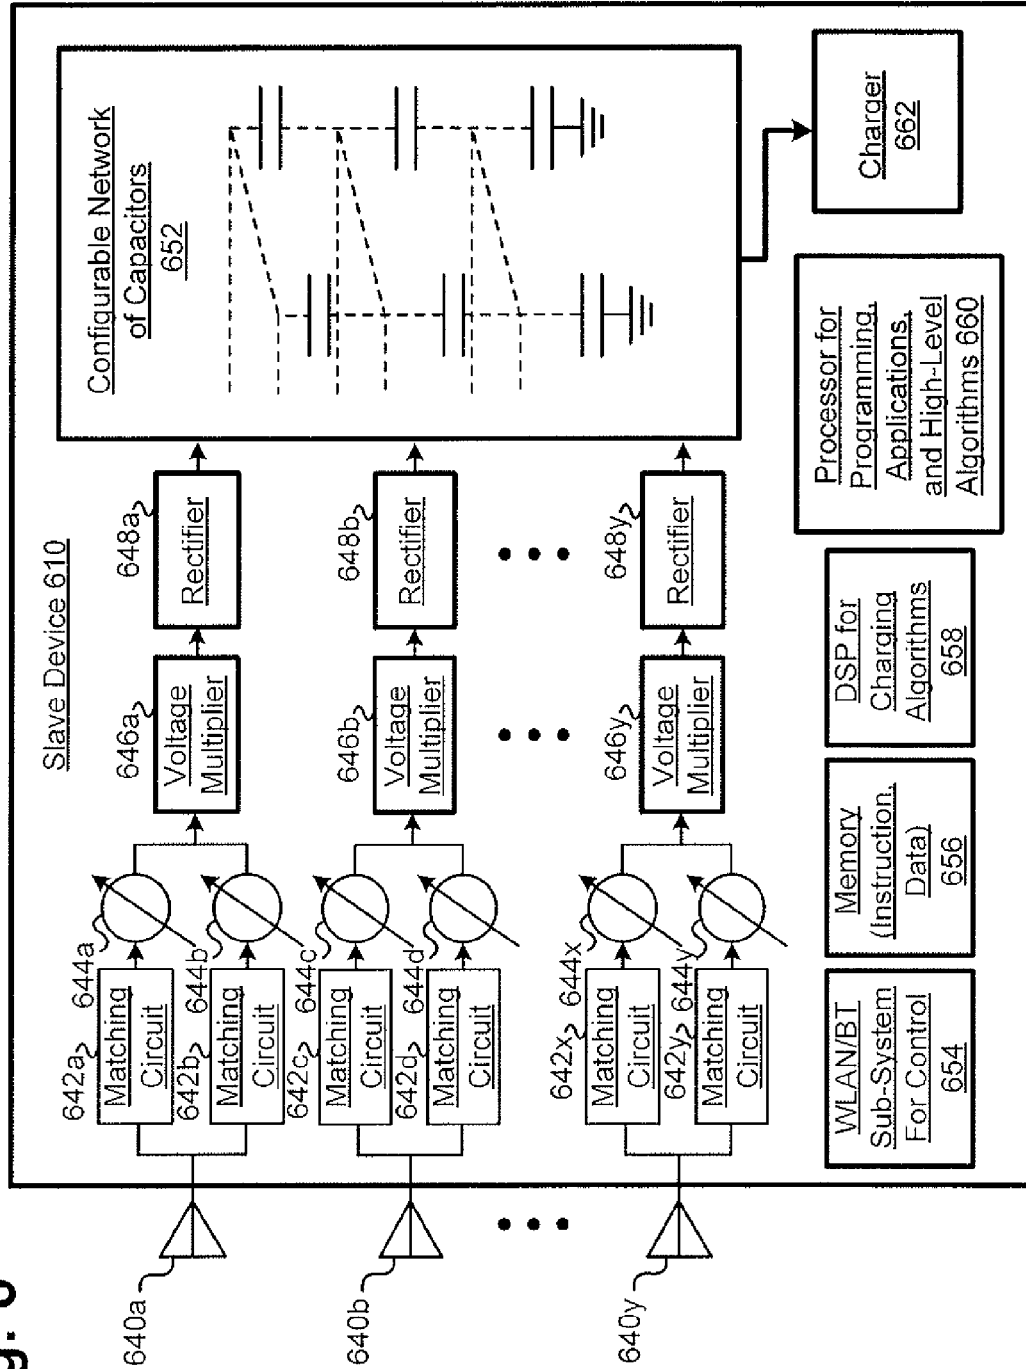 Slave Device 610
640a
640b
640y
642a
Matching
Circuit
644a
642b
Matching
Circuit
644b
642c
Matching
Circuit
644c
642d
Matching
Circuit
644d
642x
Matching
Circuit
644x
642y
Matching
Circuit
644y
646a
Voltage
Multiplier
646b
Voltage
Multiplier
646y
Voltage
Multiplier
648a
Rectifier
648b
Rectifier
648y
Rectifier
Configurable Network
of Capacitors
652
WLAN/BT
Sub-System
For Control
654
Memory
(Instruction,
Data)
656
DSP for
Charging
Algorithms
658
Processor for
Programming,
Applications,
and High-Level
Algorithms 660
Charger
662